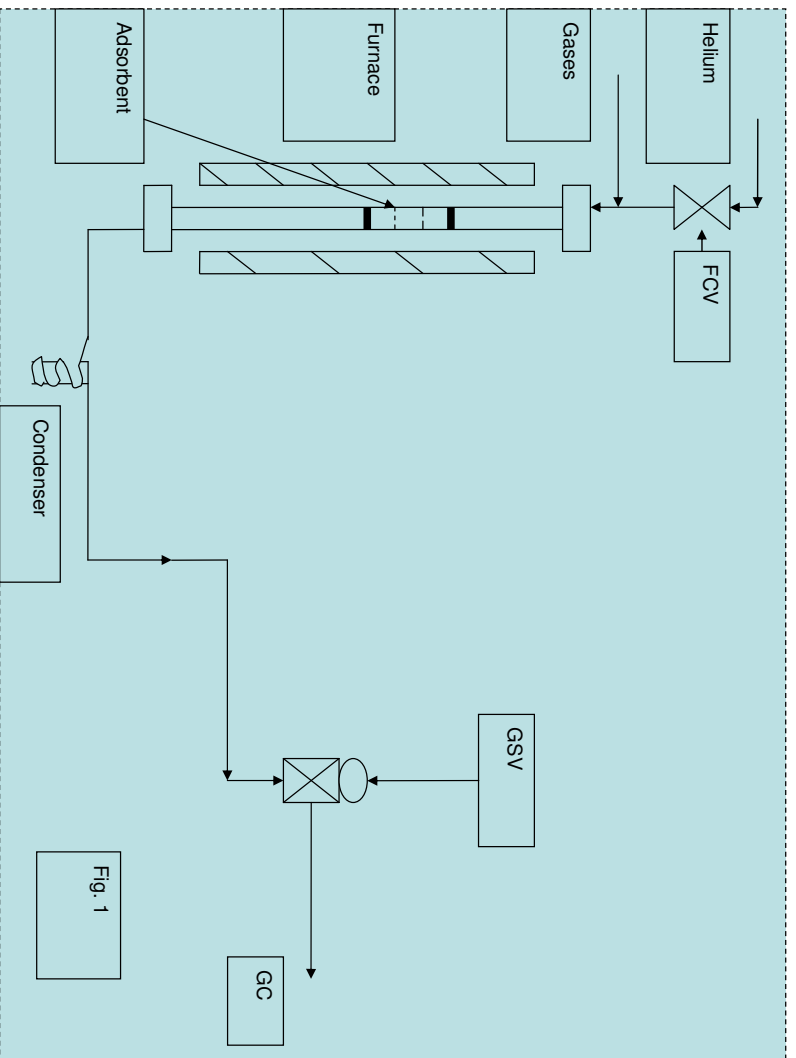 Helium
FCV
Gases
GSV
Furnace
GC
Adsorbent
Condenser
Fig. 1